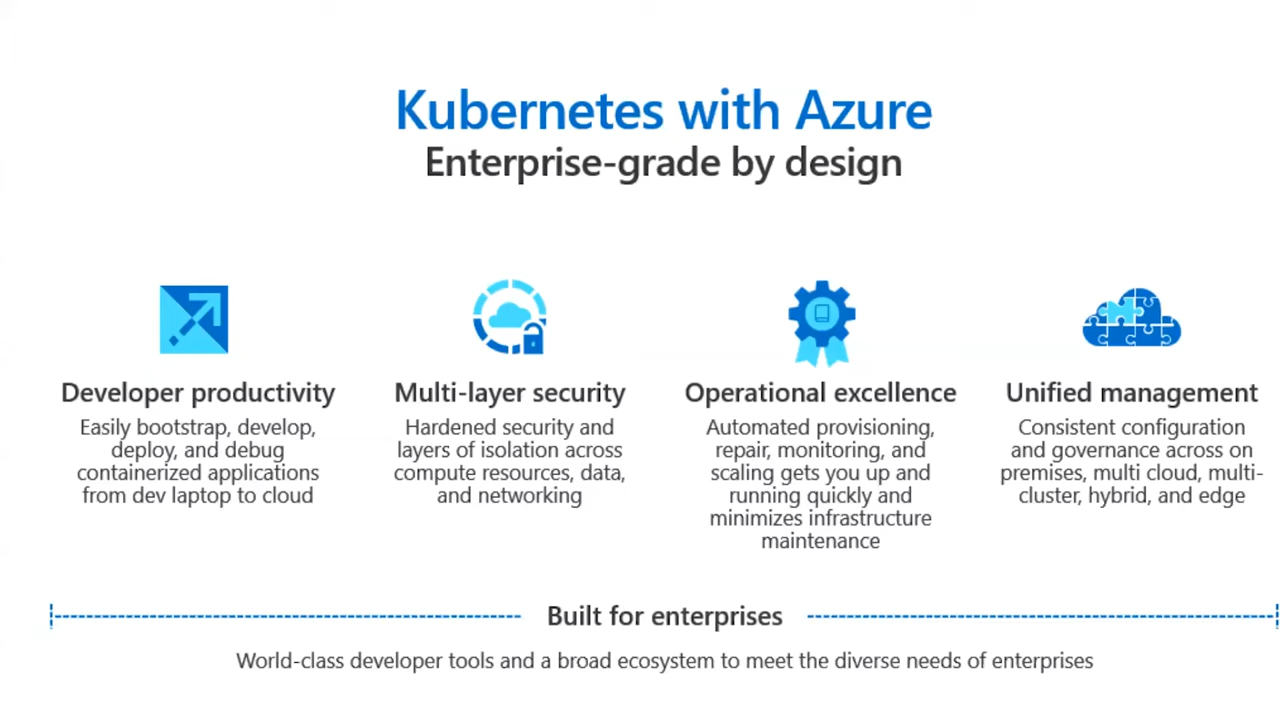 Kubernetes with Azure
Enterprise-grade by design
Developer productivity
Easily bootstrap, develop,
deploy, and debug
containerized applications
from dev laptop to cloud
Multi-layer security
Hardened security and
layers of isolation across
compute resources, data,
and networking
Operational excellence
Automated provisioning,
repair, monitoring, and
scaling gets you up and
running quickly and
minimizes infrastructure
maintenance
Unified management
Consistent configuration
and governance across on
premises, multi cloud, multi-
cluster, hybrid, and edge
Built for enterprises
World-class developer tools and a broad ecosystem to meet the diverse needs of enterprises